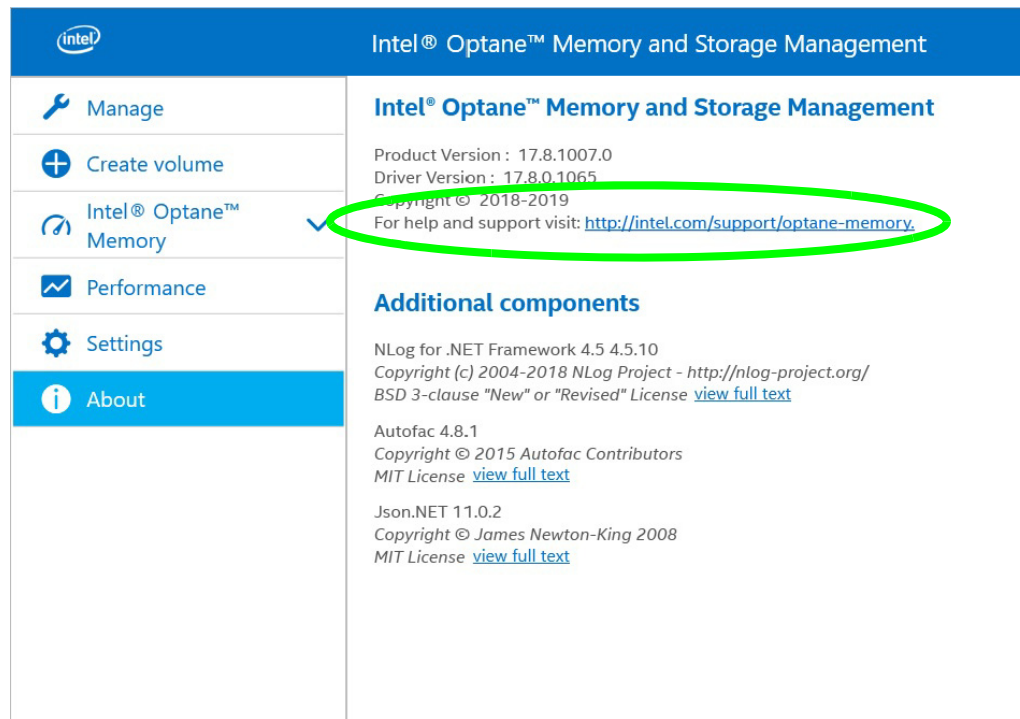 intel
Intel® Optane™ Memory and Storage Management
Manage
Create volume
Intel® Optane™
Memory
Performance
Settings
About
Intel® Optane™ Memory and Storage Management
Product Version : 17.8.1007.0
Driver Version : 17.8.0.1065
Copyright © 2018-2019
For help and support visit: http://intel.com/support/optane-memory.
Additional components
NLog for .NET Framework 4.5 4.5.10
Copyright (c) 2004-2018 NLog Project - http://nlog-project.org/
BSD 3-clause "New" or "Revised" License view full text
Autofac 4.8.1
Copyright © 2015 Autofac Contributors
MIT License view full text
Json.NET 11.0.2
Copyright © James Newton-King 2008
MIT License view full text